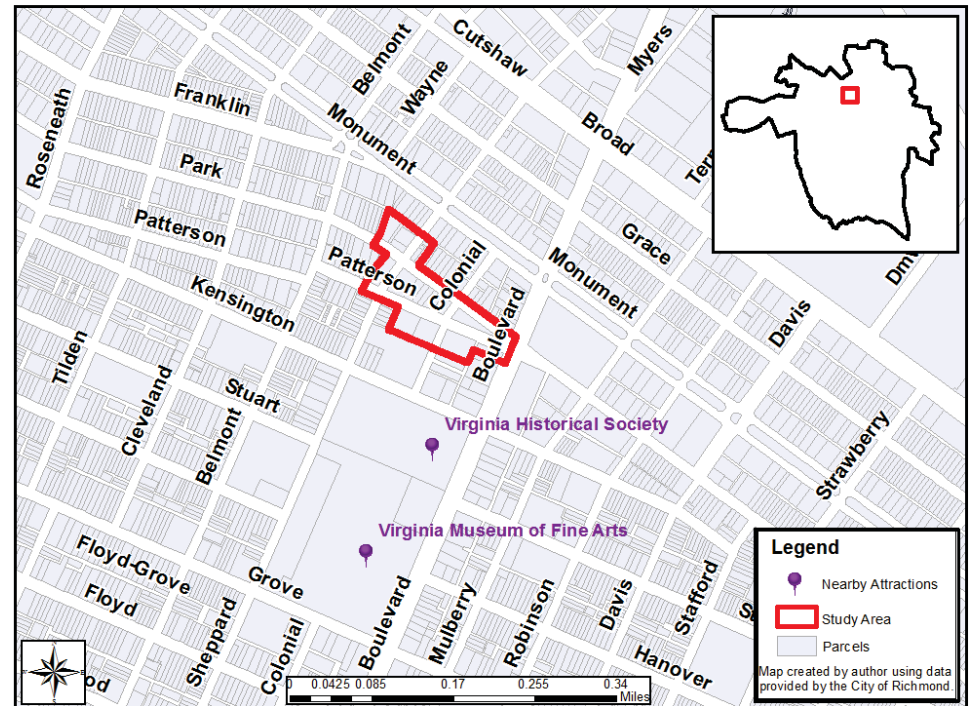 Cutshaw
Belmont
Myers
Wayne
Franklin
Monument
Broad
Roseneath
Park
Patterson
Patterson
Colonial
Grace
Monument
Kensington
Boulevard
Davis
Tilden
Cleveland
Stuart
Belmont
Virginia Historical Society
Strawberry
Virginia Museum of Fine Arts
Floyd-Grove
Grove
Floyd
Sheppard
Colonial
Boulevard
Mulberry
Robinson
Davis
Stafford
Hanover
Legend
Nearby Attractions
Study Area
Parcels
Map created by author using data
provided by the City of Richmond.
0 0.0425 0.085 0.17 0.255 0.34
Miles